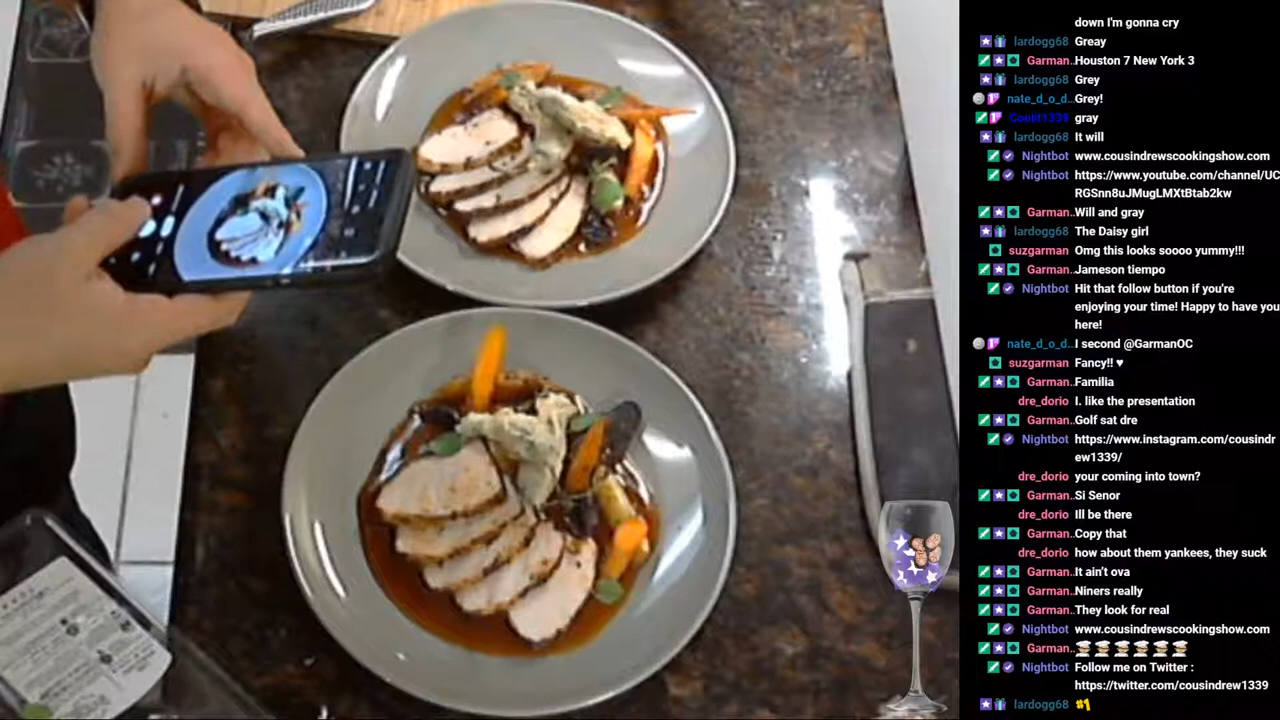 down I'm gonna cry
lardogg68 Greay
Garman.. Houston 7 New York 3
lardogg68 Grey
nate_d_o_d.. Grey!
Coolit1339 gray
lardogg68 It will
Nightbot www.cousindrewscookingshow.com
Nightbot https://www.youtube.com/channel/UC
RGSnn8uJMugLMXtBtab2kw
Garman.. Will and gray
lardogg68 The Daisy girl
suzgarman Omg this looks soooo yummy!!!
Garman.. Jameson tiempo
Nightbot Hit that follow button if you're
enjoying your time! Happy to have you
here!
nate_d_o_d.. I second @GarmanOC
suzgarman Fancy!! ♥
Garman.. Familia
dre_dorio I. like the presentation
Garman.. Golf sat dre
Nightbot https://www.instagram.com/cousindr
ew1339/
dre_dorio your coming into town?
Garman.. Si Senor
dre_dorio Ill be there
Garman.. Copy that
dre_dorio how about them yankees, they suck
Garman.. It ain't ova
Garman.. Niners really
Garman.. They look for real
Nightbot www.cousindrewscookingshow.com
Garman..
Nightbot Follow me on Twitter :
https://twitter.com/cousindrew1339
lardogg68 #1